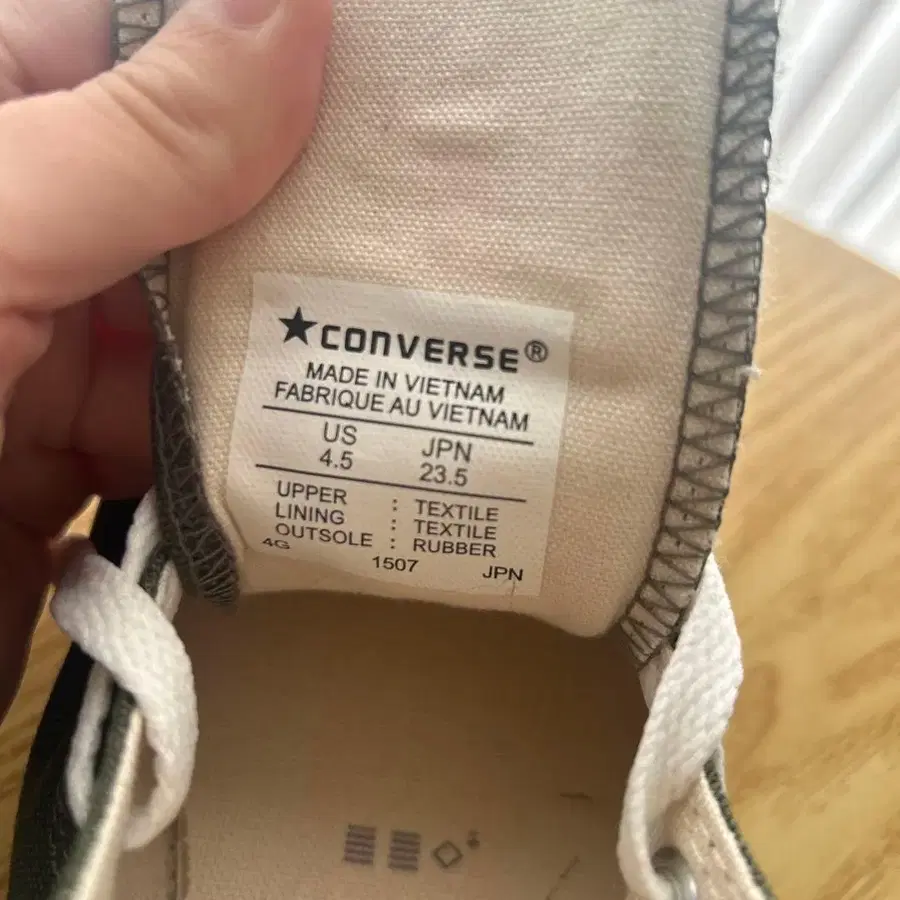 ★CONVERSE®
MADE IN VIETNAM
FABRIQUE AU VIETNAM
US JPN
4.5 23.5
UPPER : TEXTILE
LINING : TEXTILE
OUTSOLE : RUBBER
4G 1507 JPN